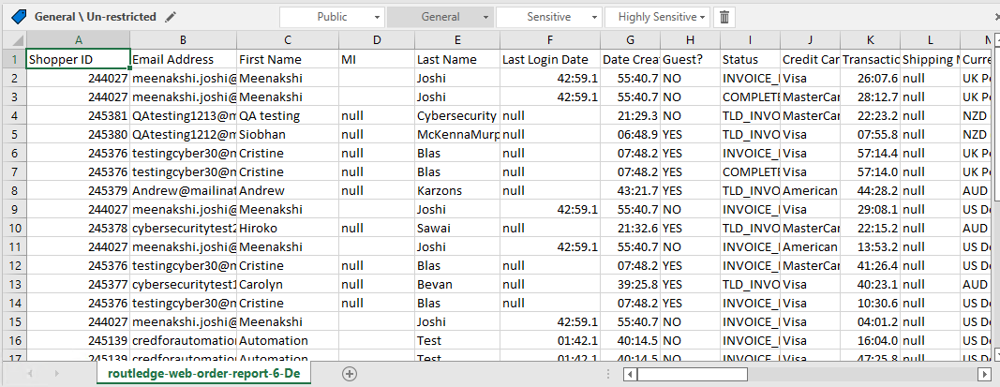 General \ Un-restricted Public General Sensitive Highly Sensitive
A B C D E F G H I J K L M
1 Shopper ID Email Address First Name MI Last Name Last Login Date Date Crea Guest? Status Credit Car Transactio Shipping M Curre
2 244027 meenakshi.joshi@ Meenakshi Joshi 42:59.1 55:40.7 NO INVOICE_ Visa 26:07.6 null UK Po
3 244027 meenakshi.joshi@ Meenakshi Joshi 42:59.1 55:40.7 NO COMPLETE MasterCar 28:12.7 null UK Po
4 245381 QAtesting1213@m QA testing null Cybersecurity null 21:29.3 NO TLD_INVO MasterCar 22:23.2 null NZD
5 245380 QAtesting1212@m Siobhan null McKennaMurp null 06:48.9 YES TLD_INVO Visa 07:55.8 null NZD
6 245376 testingcyber30@n Cristine null Blas null 07:48.2 YES INVOICE_ Visa 57:14.4 null UK Po
7 245376 testingcyber30@n Cristine null Blas null 07:48.2 YES COMPLETE Visa 57:14.0 null UK Po
8 245379 Andrew@mailinat Andrew null Karzons null 43:21.7 YES TLD_INVO American 44:28.2 null AUD
9 244027 meenakshi.joshi@ Meenakshi Joshi 42:59.1 55:40.7 NO INVOICE_ Visa 29:08.1 null US Do
10 245378 cybersecuritytest2 Hiroko null Sawai null 21:32.6 YES TLD_INVO MasterCar 22:15.2 null AUD
11 244027 meenakshi.joshi@ Meenakshi Joshi 42:59.1 55:40.7 NO INVOICE_ American 13:53.2 null US Do
12 245376 testingcyber30@n Cristine null Blas null 07:48.2 YES INVOICE_ MasterCar 41:26.4 null US Do
13 245377 cybersecuritytest1 Carolyn null Bevan null 39:25.8 YES TLD_INVO Visa 40:23.1 null AUD
14 245376 testingcyber30@n Cristine null Blas null 07:48.2 YES INVOICE_ Visa 10:30.6 null US Do
15 244027 meenakshi.joshi@ Meenakshi Joshi 42:59.1 55:40.7 NO INVOICE_ Visa 04:01.2 null US Do
16 245139 credforautomatio Automation Test 01:42.1 40:14.5 NO INVOICE_ Visa 16:04.0 null US Do
17 245139 credforautomatio Automation Test 01:42.1 40:14.5 NO INVOICE_ Visa 47:25.8 null US Do
routledge-web-order-report-6-De